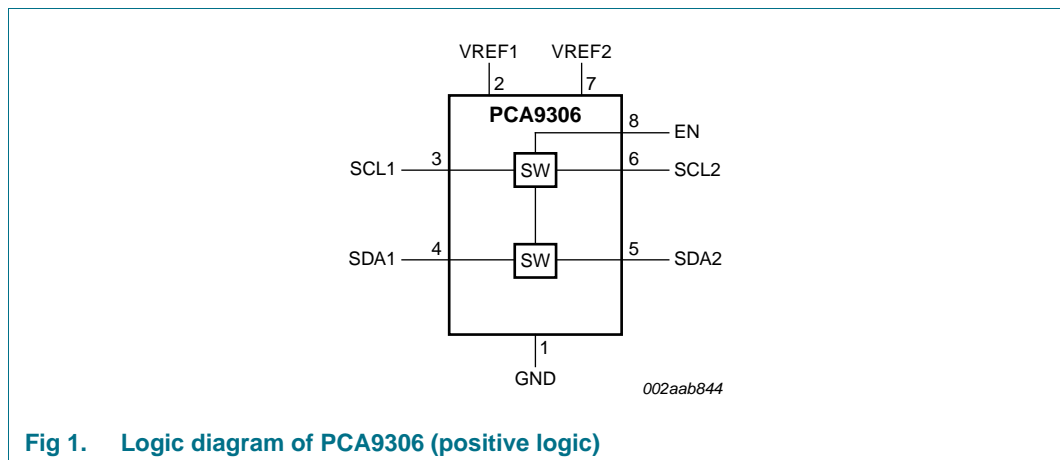 VREF1 VREF2
2 7
PCA9306
8
EN
3 6
SCL1 SW SCL2
4 5
SDA1 SW SDA2
1
GND
002aab844
Fig 1. Logic diagram of PCA9306 (positive logic)